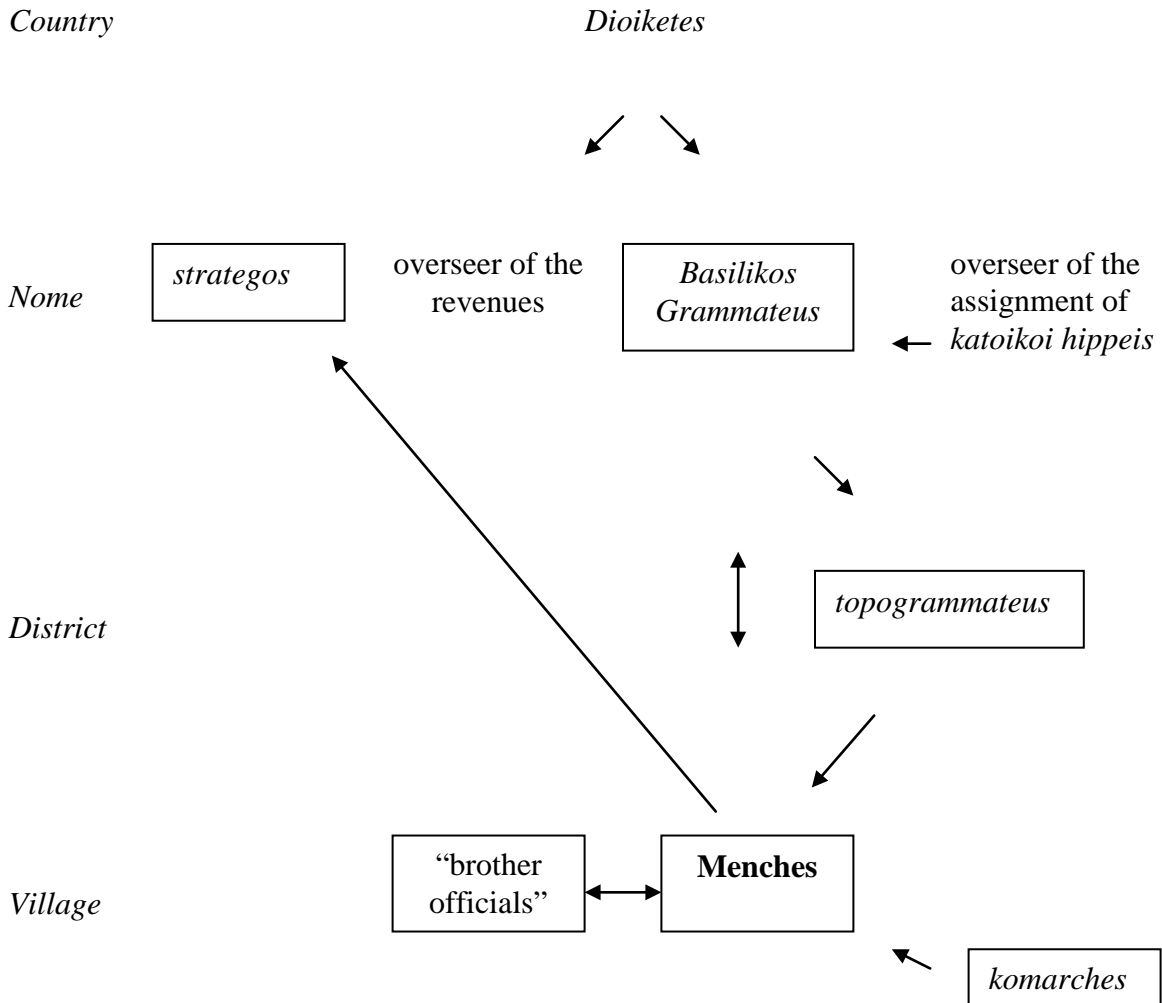 Country
Dioiketes
Nome
strategos
overseer of the
revenues
Basilikos
Grammateus
overseer of the
assignment of
katoikoi hippeis
District
topogrammateus
Village
“brother
officials”
Menches
komarches